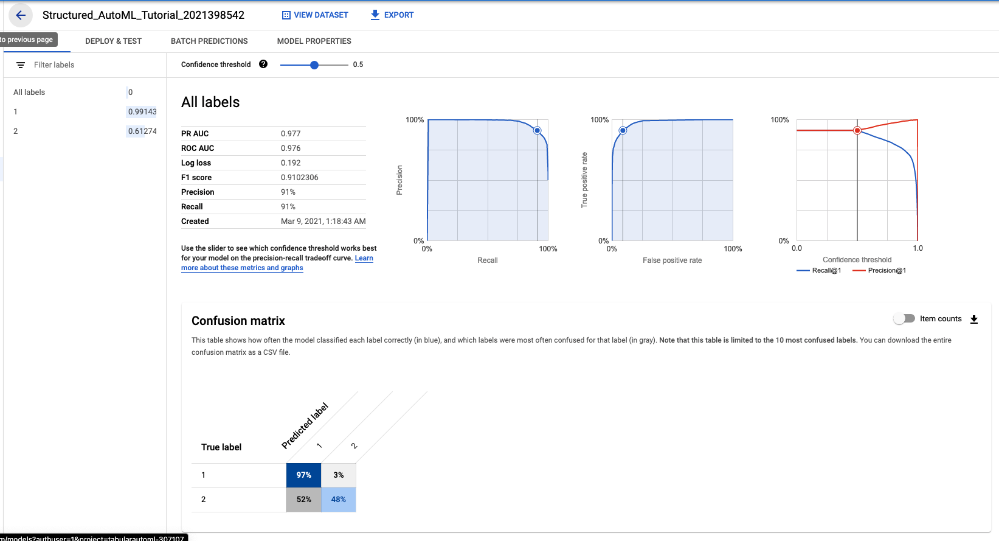 Structured_AutoML_Tutorial_2021398542
VIEW DATASET
EXPORT
to previous page
DEPLOY & TEST
BATCH PREDICTIONS
MODEL PROPERTIES
Filter labels
Confidence threshold
?
0.5
All labels 0
1 0.99143
2 0.61274
All labels
PR AUC 0.977
ROC AUC 0.976
Log loss 0.192
F1 score 0.9102306
Precision 91%
Recall 91%
Created Mar 9, 2021, 1:18:43 AM
Use the slider to see which confidence threshold works best
for your model on the precision-recall tradeoff curve. Learn
more about these metrics and graphs
100%
Precision
0%
0% 100%
Recall
100%
True positive rate
0%
0% 100%
False positive rate
100%
0%
0.0 1.0
Confidence threshold
Recall@1 Precision@1
Confusion matrix
Item counts
This table shows how often the model classified each label correctly (in blue), and which labels were most often confused for that label (in gray). Note that this table is limited to the 10 most confused labels. You can download the entire
confusion matrix as a CSV file.
Predicted label
True label 1 2
1 97% 3%
2 52% 48%
m/models?authuser=1&project=tabularautoml-307107